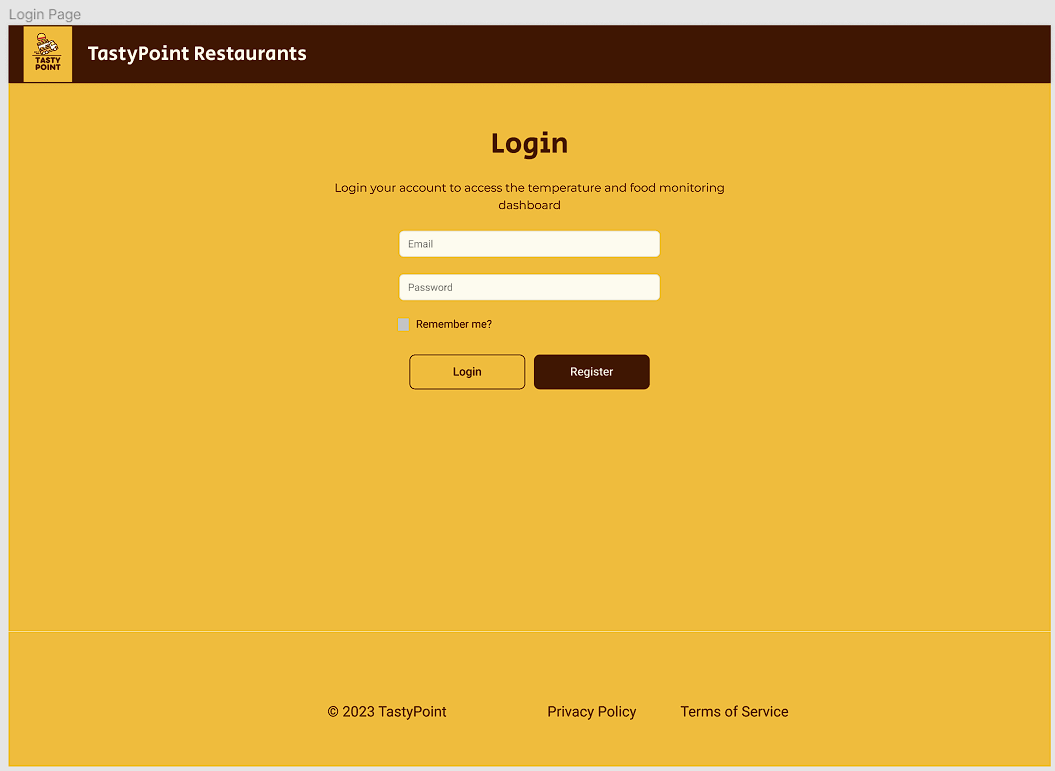 Login Page
TASTY
POINT
TastyPoint Restaurants
Login
Login your account to access the temperature and food monitoring
dashboard
Email
Password
Remember me?
Login
Register
© 2023 TastyPoint
Privacy Policy
Terms of Service